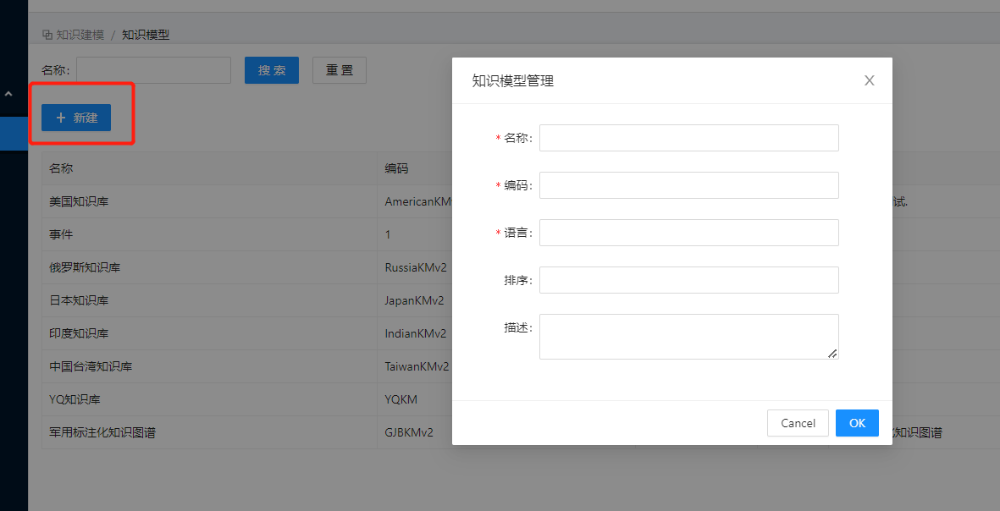 知识建模 / 知识模型
名称:
搜 索
重 置
+ 新建
名称
编码
美国知识库
AmericanKM
试.
事件
1
俄罗斯知识库
RussiaKMv2
日本知识库
JapanKMv2
印度知识库
IndianKMv2
中国台湾知识库
TaiwanKMv2
YQ知识库
YQKM
军用标注化知识图谱
GJBKMv2
知识图谱
知识模型管理
* 名称:
* 编码:
* 语言:
排序:
描述:
Cancel
OK